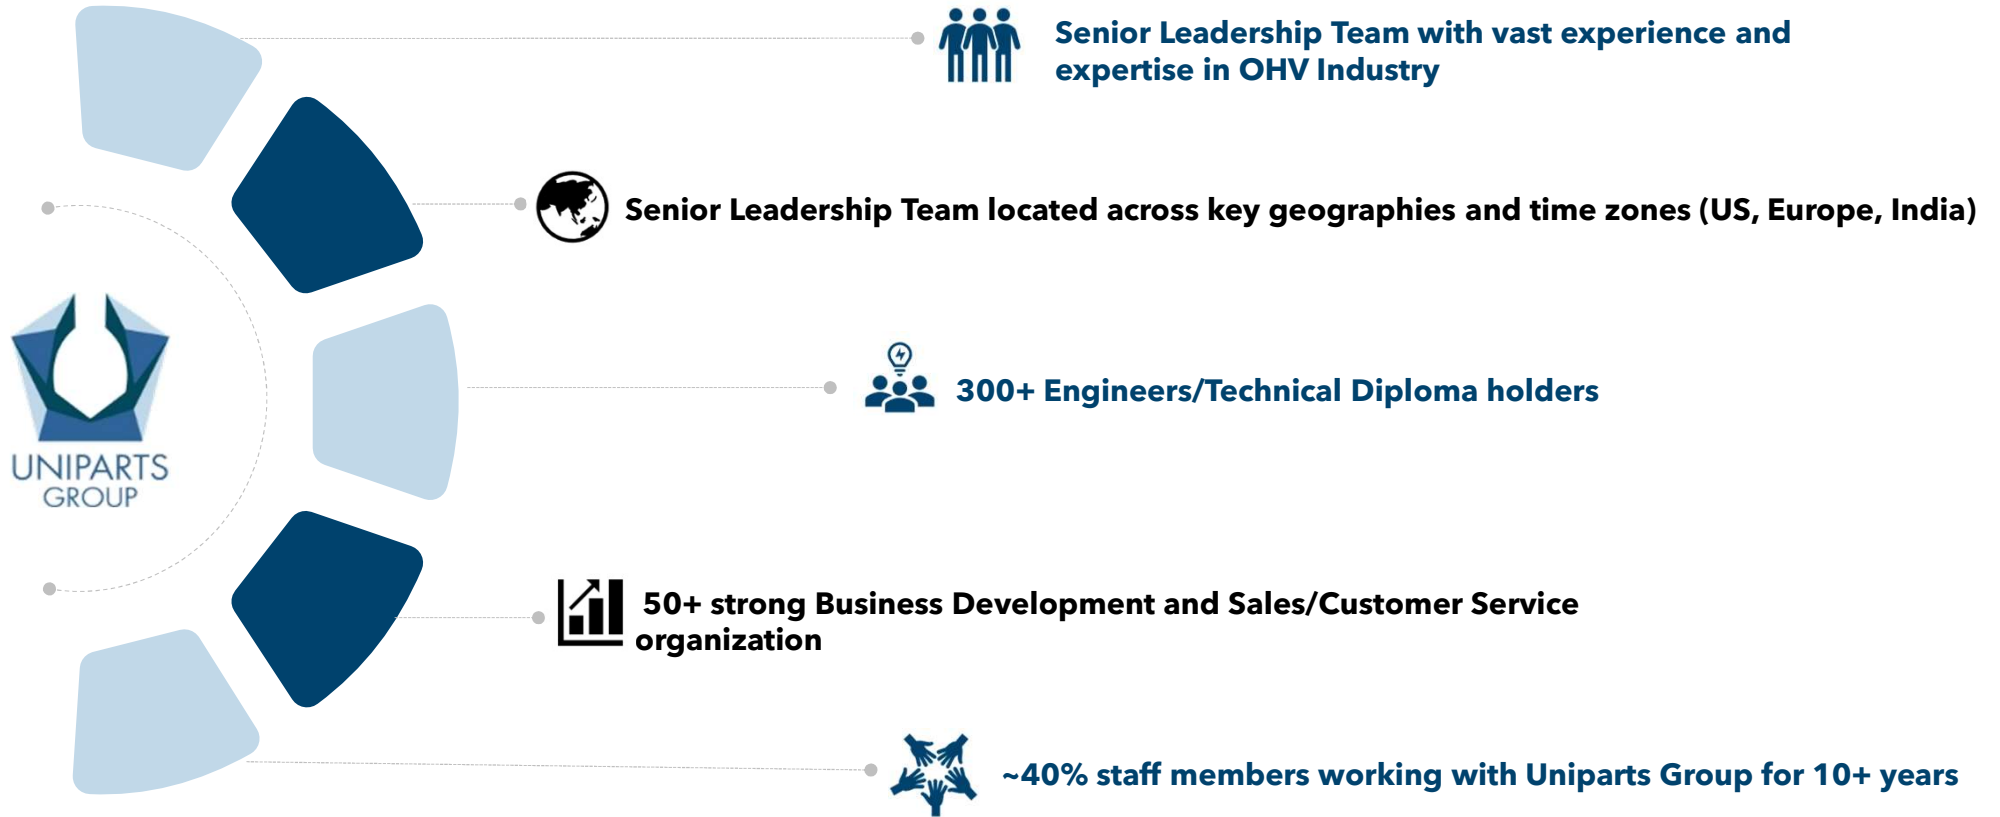 Senior Leadership Team with vast experience and
expertise in OHV Industry
Senior Leadership Team located across key geographies and time zones (US, Europe, India)
UNIPARTS
GROUP
300+ Engineers/Technical Diploma holders
50+ strong Business Development and Sales/Customer Service
organization
~40% staff members working with Uniparts Group for 10+ years